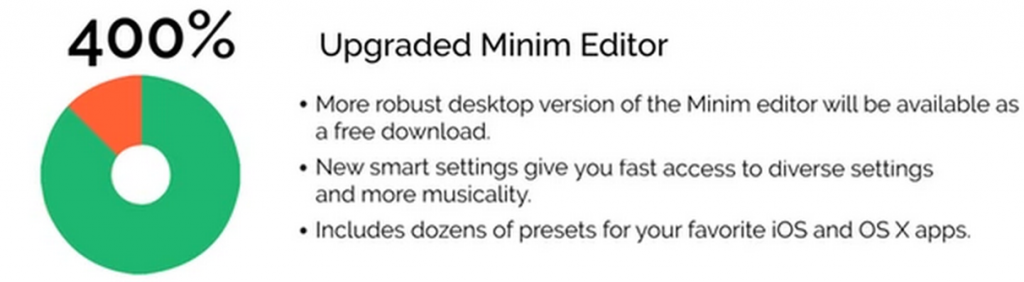 400%
Upgraded Minim Editor
• More robust desktop version of the Minim editor will be available as
a free download.
• New smart settings give you fast access to diverse settings
and more musicality.
• Includes dozens of presets for your favorite iOS and OS X apps.